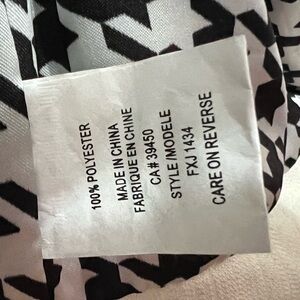 100% POLYESTER
MADE IN CHINA
FABRIQUE EN CHINE
CA # 39450
STYLE/MODELE
FXJ 1434
CARE ON REVERSE